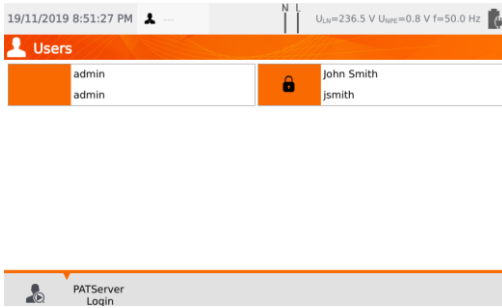 19/11/2019 8:51:27 PM
---
N L
ULN=236.5 V UNPE=0.8 V f=50.0 Hz
Users
admin
admin
John Smith
jsmith
PATServer
Login